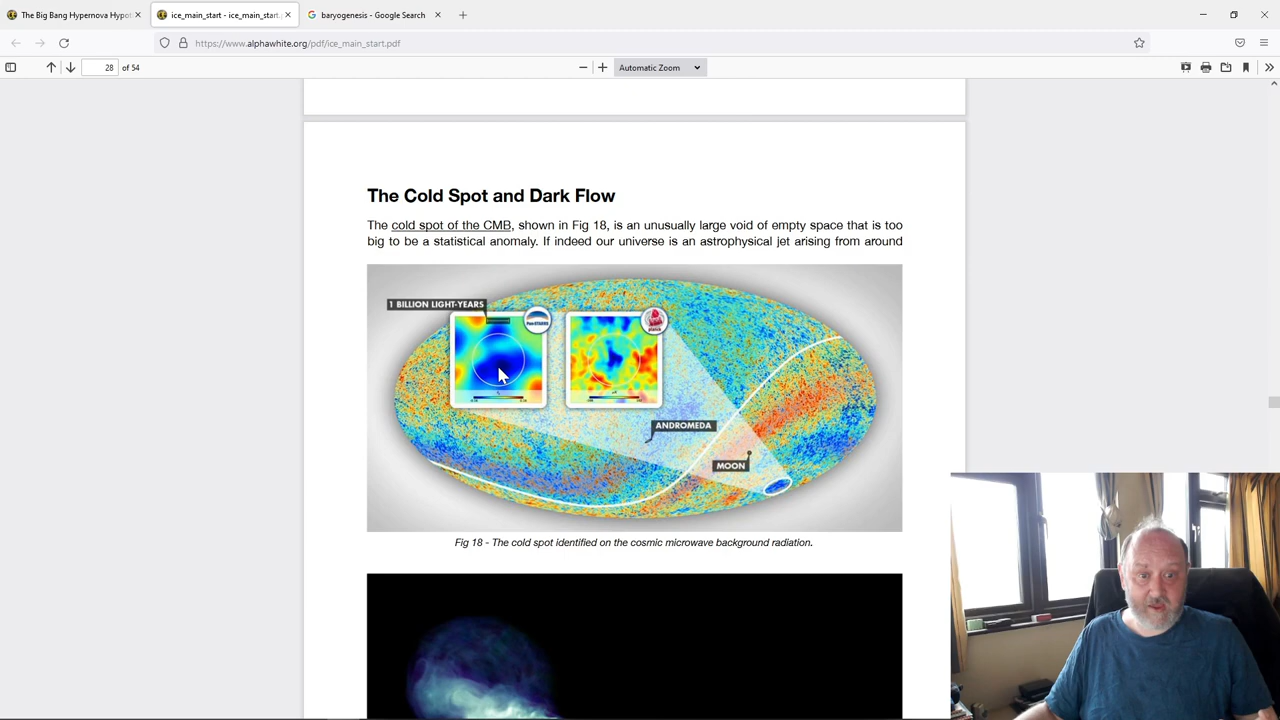 The Big Bang Hypernova Hypot
ice_main_start - ice_main_start.
baryogenesis - Google Search
https://www.alphawhite.org/pdf/ice_main_start.pdf
28 of 54
Automatic Zoom
The Cold Spot and Dark Flow
The cold spot of the CMB, shown in Fig 18, is an unusually large void of empty space that is too
big to be a statistical anomaly. If indeed our universe is an astrophysical jet arising from around
1 BILLION LIGHT-YEARS
ANDROMEDA
MOON
Fig 18 - The cold spot identified on the cosmic microwave background radiation.